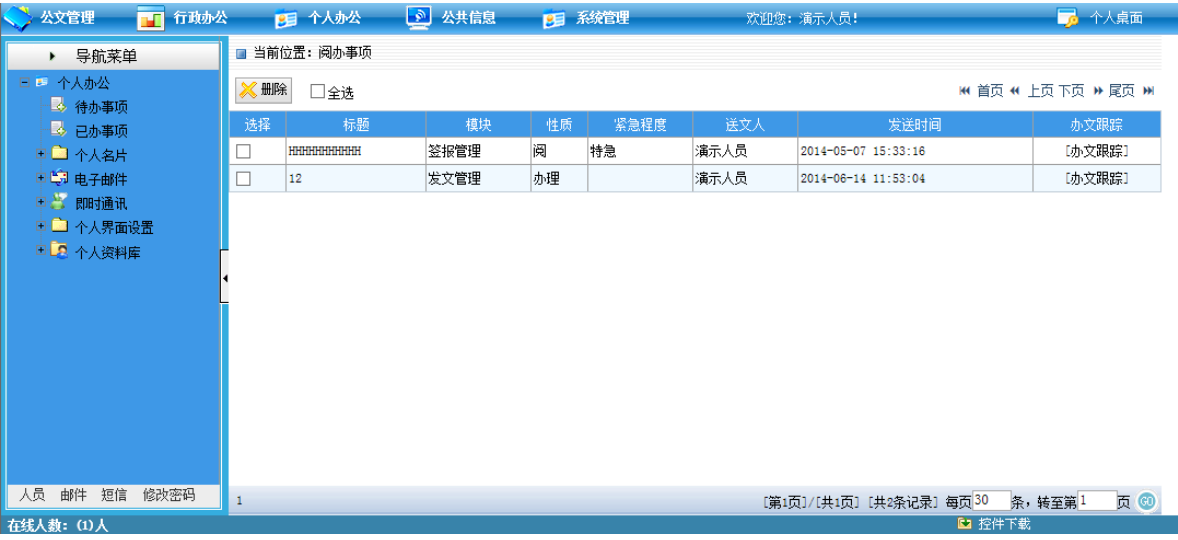 公文管理 行政办公 个人办公 公共信息 系统管理 欢迎您: 演示人员! 个人桌面
导航菜单
个人办公
待办事项
已办事项
个人名片
电子邮件
即时通讯
个人界面设置
个人资料库
人员 邮件 短信 修改密码
当前位置: 阅办事项
删除 全选 首页 上页 下页 尾页
选择 标题 模块 性质 紧急程度 送文人 发送时间 办文跟踪
HHHHHHHHHHH 签报管理 阅 特急 演示人员 2014-05-07 15:33:16 [办文跟踪]
12 发文管理 办理 演示人员 2014-06-14 11:53:04 [办文跟踪]
1 [第1页]/[共1页] [共2条记录] 每页30 条, 转至第1 页 GO
在线人数: (1)人 控件下载